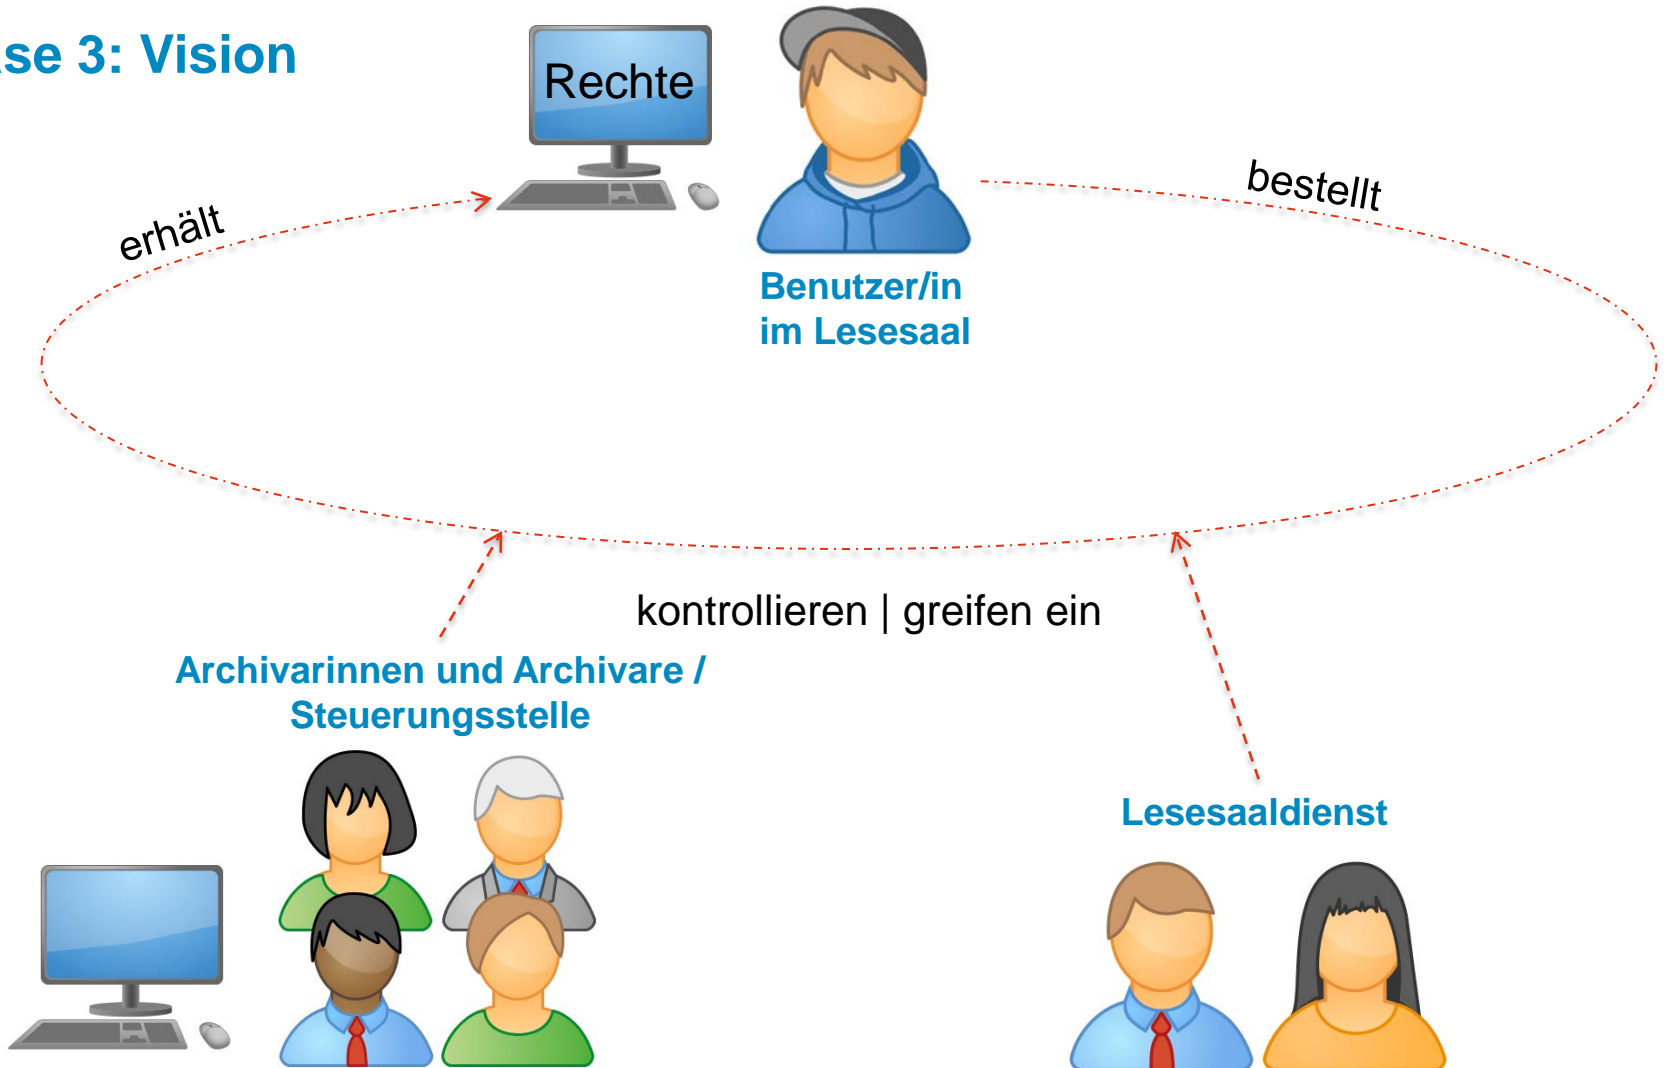 se 3: Vision
Rechte
bestellt
erhält
Benutzer/in
im Lesesaal
kontrollieren | greifen ein
Archivarinnen und Archivare /
Steuerungsstelle
Lesesaaldienst